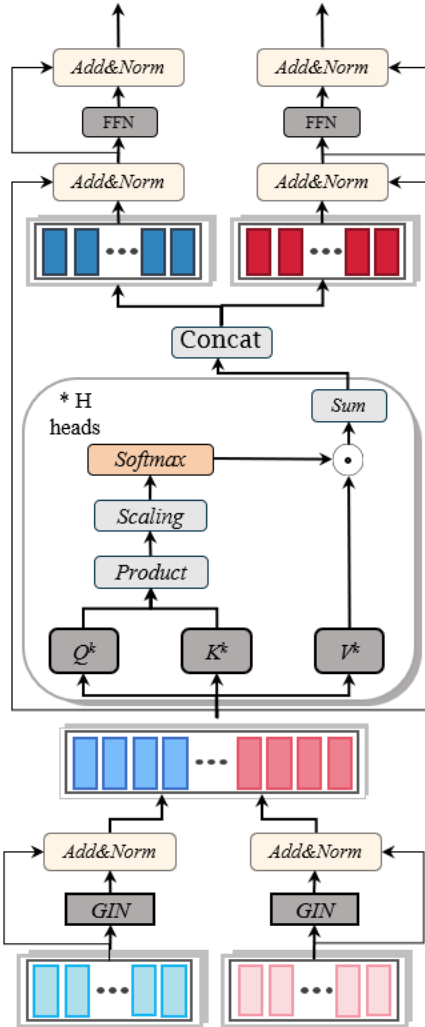 Add&Norm Add&Norm
FFN FFN
Add&Norm Add&Norm
Concat
* H
heads
Sum
Softmax
Scaling
Product
Q^k K^k V^k
Add&Norm Add&Norm
GIN GIN